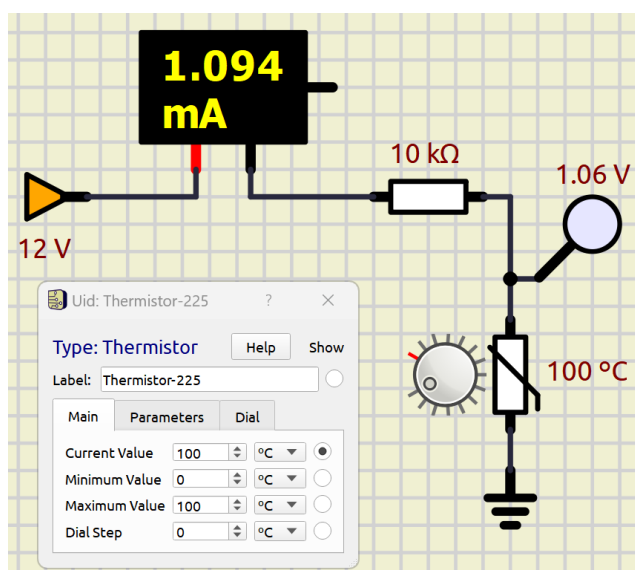 1.094
mA
10 kΩ
1.06 V
12 V
Uid: Thermistor-225 ?
Type: Thermistor Help Show
Label: Thermistor-225
100 °C
Main Parameters Dial
Current Value 100 °C
Minimum Value 0 °C
Maximum Value 100 °C
Dial Step 0 °C